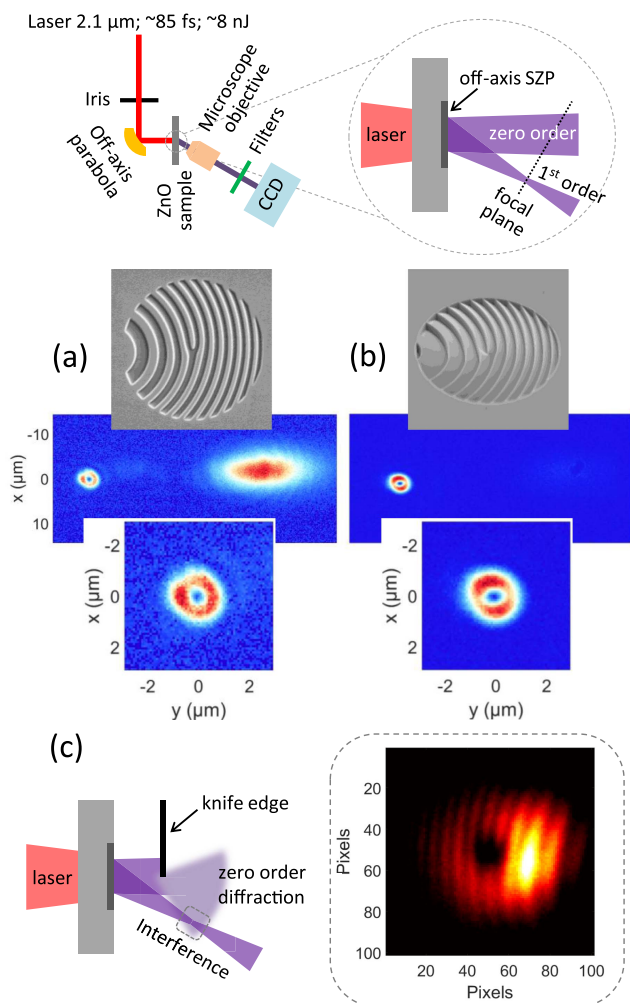 Laser 2.1 µm; ~85 fs; ~8 nJ
Iris
Off-axis
parabola
ZnO
sample
Microscope
objective
Filters
CCD
off-axis SZP
laser
zero order
1st order
focal
plane
(a)
(b)
-10
0
10
x (µm)
-2
0
2
x (µm)
-2
0
2
y (µm)
-2
0
2
x (µm)
-2
0
2
y (µm)
(c)
knife edge
laser
zero order
diffraction
Interference
20
40
60
80
100
Pixels
20 40 60 80 100
Pixels